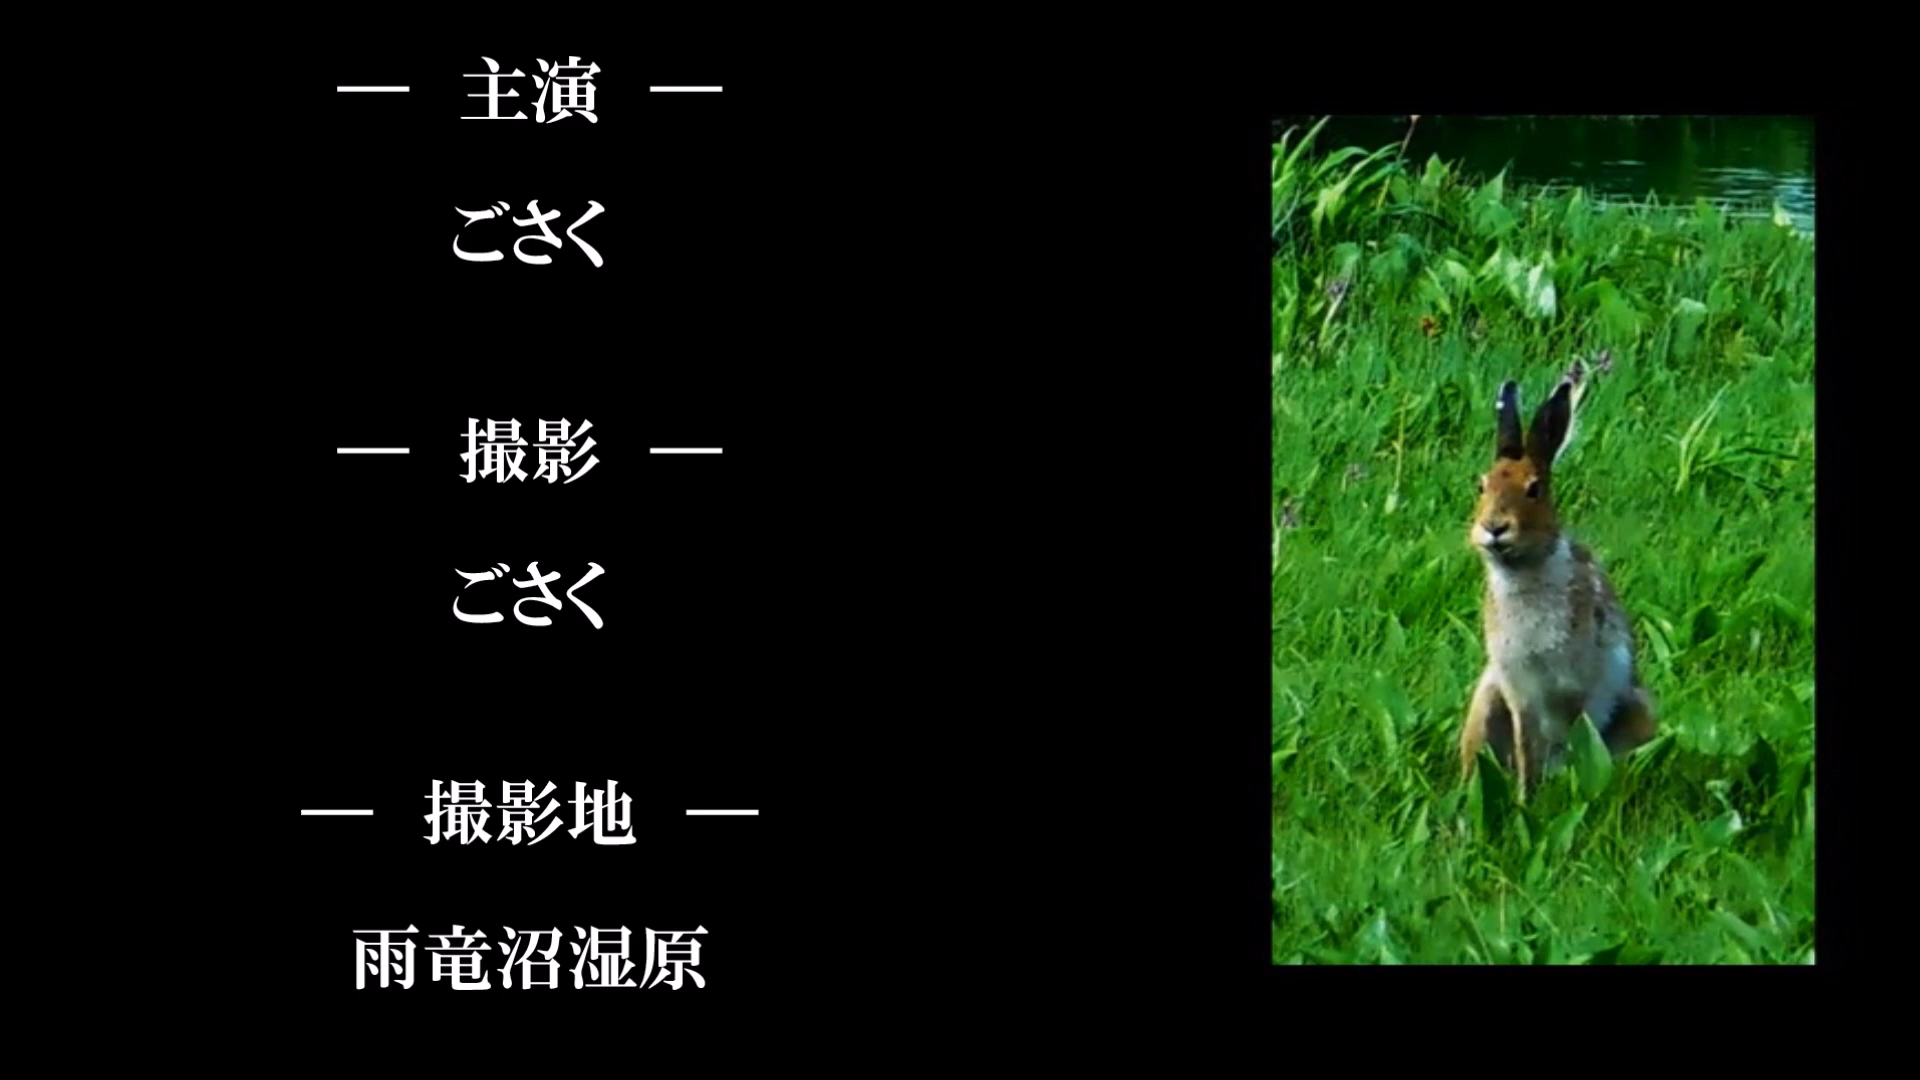 ― 主演 ―
ごさく
― 撮影 ―
ごさく
― 撮影地 ―
雨竜沼湿原